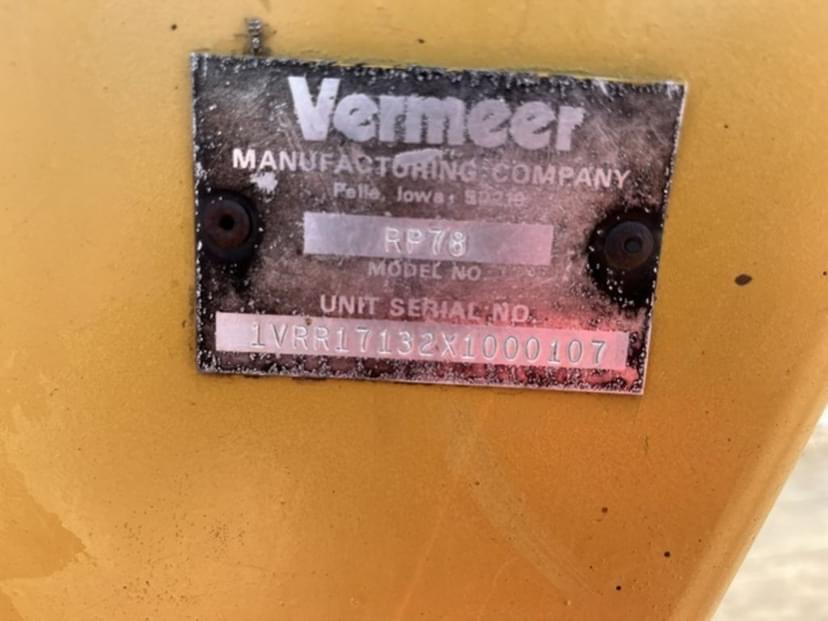 Vermeer
MANUFACTURING COMPANY
Pella, Iowa, 50219
RP78
MODEL NO
UNIT SERIAL NO.
1VRR17132X1000107